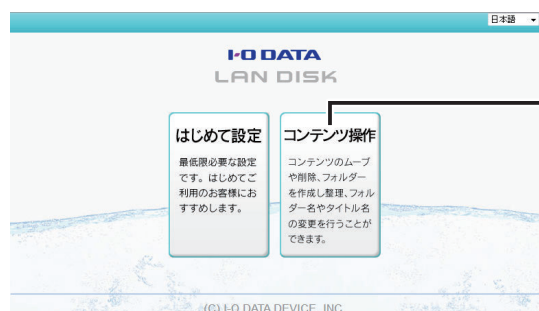 日本語
I-O DATA
LAN DISK
はじめて設定
最低限必要な設定
です。はじめてご
利用のお客様にお
すすめします。
コンテンツ操作
コンテンツのムーブ
や削除、フォルダー
を作成し整理、フォル
ダー名やタイトル名
の変更を行うことが
できます。
(C) I-O DATA DEVICE, INC.